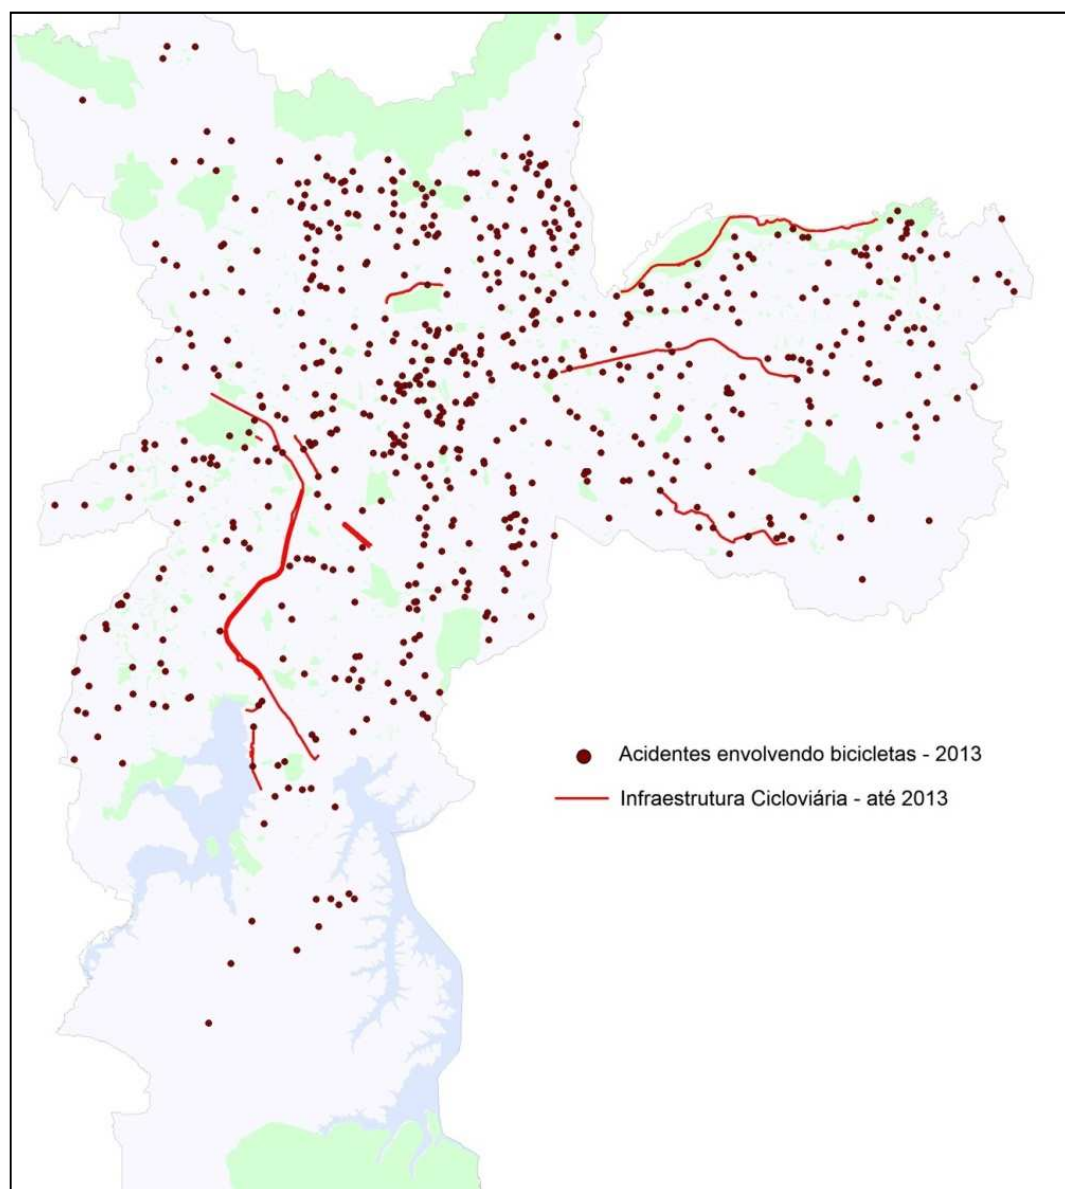 Acidentes envolvendo bicicletas - 2013
Infraestrutura Cicloviária - até 2013